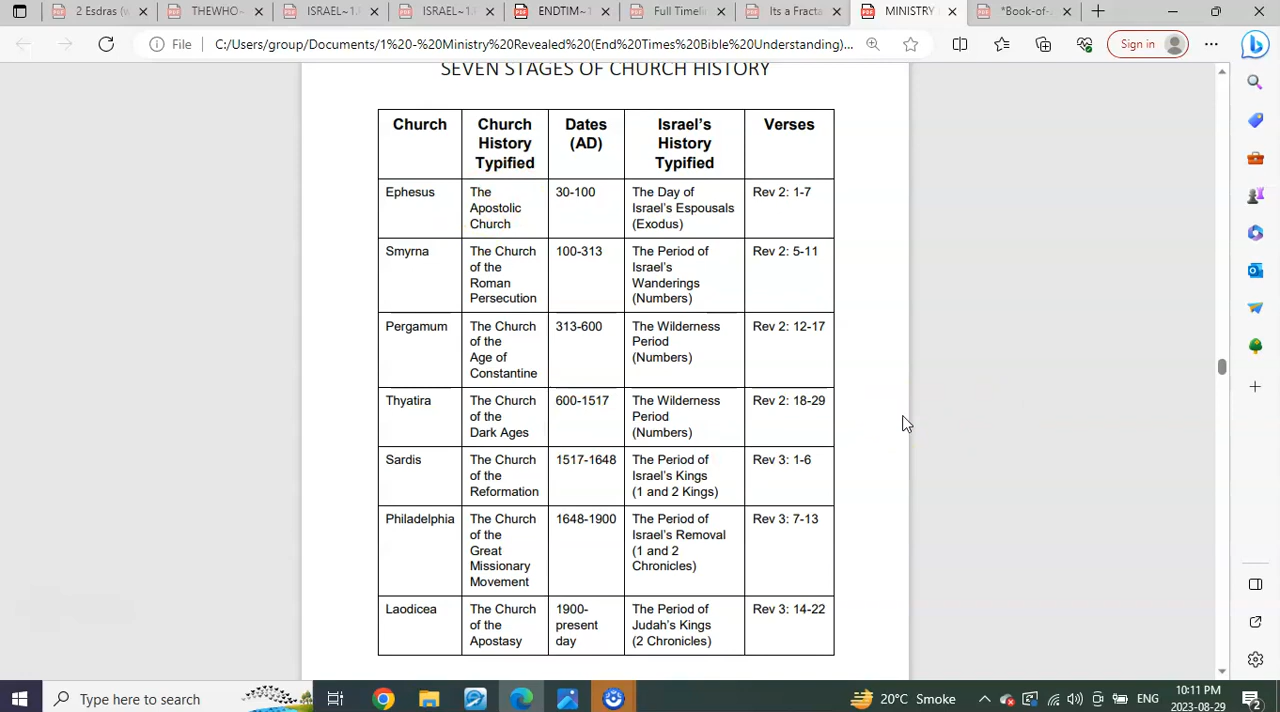 2 Esdras (w
THEWHO~
ISRAEL~1.I
ISRAEL~1.I
ENDTIM~
Full Timeli
Its a Fracta
MINISTRY
*Book-of-
File
C:/Users/group/Documents/1%20-%20Ministry%20Revealed%20(End%20Times%20Bible%20Understanding)...
Sign in
SEVEN STAGES OF CHURCH HISTORY
Church
Church
History
Typified
Dates
(AD)
Israel's
History
Typified
Verses
Ephesus
The
Apostolic
Church
30-100
The Day of
Israel's Espousals
(Exodus)
Rev 2: 1-7
Smyrna
The Church
of the
Roman
Persecution
100-313
The Period of
Israel's
Wanderings
(Numbers)
Rev 2: 5-11
Pergamum
The Church
of the
Age of
Constantine
313-600
The Wilderness
Period
(Numbers)
Rev 2: 12-17
Thyatira
The Church
of the
Dark Ages
600-1517
The Wilderness
Period
(Numbers)
Rev 2: 18-29
Sardis
The Church
of the
Reformation
1517-1648
The Period of
Israel's Kings
(1 and 2 Kings)
Rev 3: 1-6
Philadelphia
The Church
of the
Great
Missionary
Movement
1648-1900
The Period of
Israel's Removal
(1 and 2
Chronicles)
Rev 3: 7-13
Laodicea
The Church
of the
Apostasy
1900-
present
day
The Period of
Judah's Kings
(2 Chronicles)
Rev 3: 14-22
Type here to search
20°C Smoke
ENG
10:11 PM
2023-08-29
2